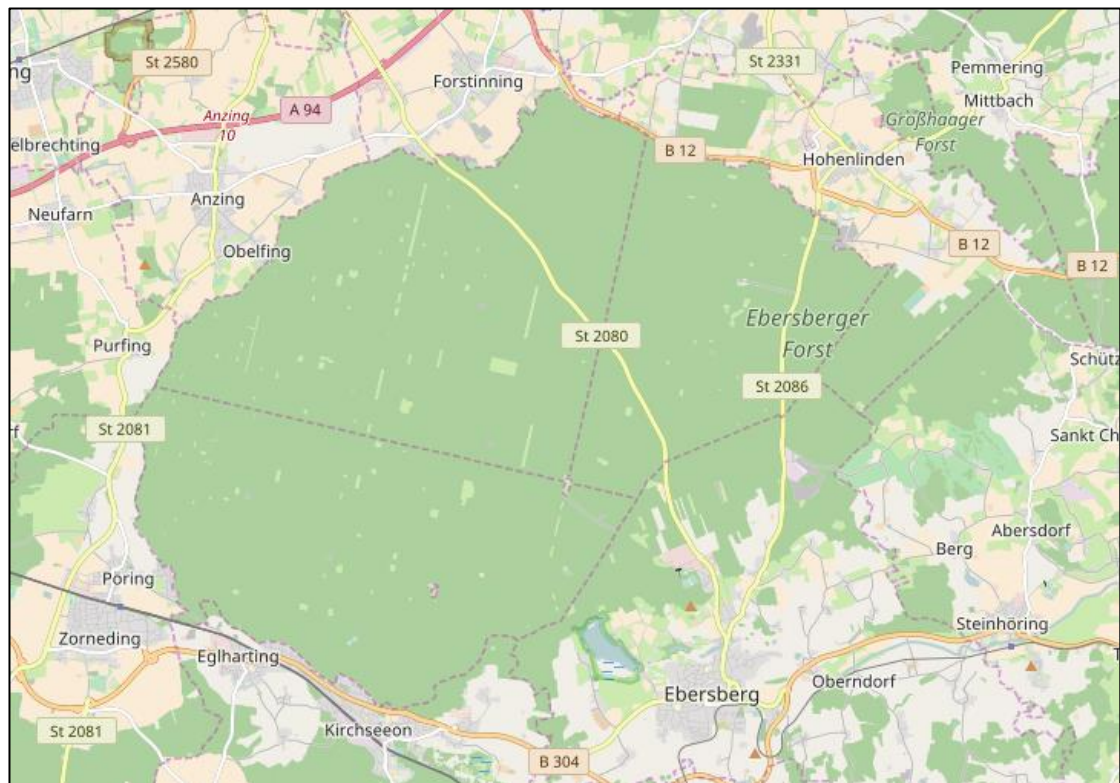 St 2580
Forstinning
St 2331
Pemmering
Mittbach
A 94
Anzing
10
Großhaager
Forst
elbrechting
B 12
Hohenlinden
Anzing
Neufarn
Obelfing
B 12
B 12
Ebersberger
Forst
St 2080
Purfing
Schütz
St 2086
St 2081
Sankt Ch
Abersdorf
Berg
Pöring
Steinhöring
Zorneding
Eglharting
Oberndorf
Ebersberg
St 2081
Kirchseeon
B 304